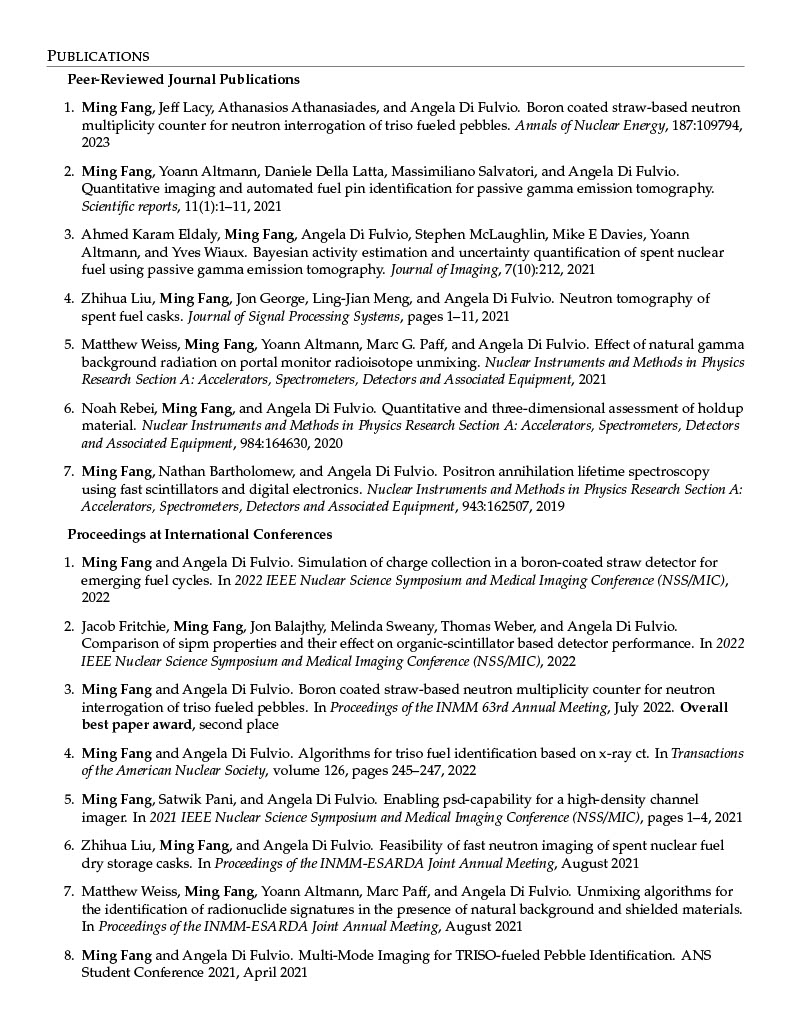 PUBLICATIONS
Peer-Reviewed Journal Publications
1. Ming Fang, Jeff Lacy, Athanasios Athanasiades, and Angela Di Fulvio. Boron coated straw-based neutron
multiplicity counter for neutron interrogation of triso fueled pebbles. Annals of Nuclear Energy, 187:109794,
2023
2. Ming Fang, Yoann Altmann, Daniele Della Latta, Massimiliano Salvatori, and Angela Di Fulvio.
Quantitative imaging and automated fuel pin identification for passive gamma emission tomography.
Scientific reports, 11(1):1–11, 2021
3. Ahmed Karam Eldaly, Ming Fang, Angela Di Fulvio, Stephen McLaughlin, Mike E Davies, Yoann
Altmann, and Yves Wiaux. Bayesian activity estimation and uncertainty quantification of spent nuclear
fuel using passive gamma emission tomography. Journal of Imaging, 7(10):212, 2021
4. Zhihua Liu, Ming Fang, Jon George, Ling-Jian Meng, and Angela Di Fulvio. Neutron tomography of
spent fuel casks. Journal of Signal Processing Systems, pages 1–11, 2021
5. Matthew Weiss, Ming Fang, Yoann Altmann, Marc G. Paff, and Angela Di Fulvio. Effect of natural gamma
background radiation on portal monitor radioisotope unmixing. Nuclear Instruments and Methods in Physics
Research Section A: Accelerators, Spectrometers, Detectors and Associated Equipment, 2021
6. Noah Rebei, Ming Fang, and Angela Di Fulvio. Quantitative and three-dimensional assessment of holdup
material. Nuclear Instruments and Methods in Physics Research Section A: Accelerators, Spectrometers, Detectors
and Associated Equipment, 984:164630, 2020
7. Ming Fang, Nathan Bartholomew, and Angela Di Fulvio. Positron annihilation lifetime spectroscopy
using fast scintillators and digital electronics. Nuclear Instruments and Methods in Physics Research Section A:
Accelerators, Spectrometers, Detectors and Associated Equipment, 943:162507, 2019
Proceedings at International Conferences
1. Ming Fang and Angela Di Fulvio. Simulation of charge collection in a boron-coated straw detector for
emerging fuel cycles. In 2022 IEEE Nuclear Science Symposium and Medical Imaging Conference (NSS/MIC),
2022
2. Jacob Fritchie, Ming Fang, Jon Balajthy, Melinda Sweany, Thomas Weber, and Angela Di Fulvio.
Comparison of sipm properties and their effect on organic-scintillator based detector performance. In 2022
IEEE Nuclear Science Symposium and Medical Imaging Conference (NSS/MIC), 2022
3. Ming Fang and Angela Di Fulvio. Boron coated straw-based neutron multiplicity counter for neutron
interrogation of triso fueled pebbles. In Proceedings of the INMM 63rd Annual Meeting, July 2022. Overall
best paper award, second place
4. Ming Fang and Angela Di Fulvio. Algorithms for triso fuel identification based on x-ray ct. In Transactions
of the American Nuclear Society, volume 126, pages 245–247, 2022
5. Ming Fang, Satwik Pani, and Angela Di Fulvio. Enabling psd-capability for a high-density channel
imager. In 2021 IEEE Nuclear Science Symposium and Medical Imaging Conference (NSS/MIC), pages 1–4, 2021
6. Zhihua Liu, Ming Fang, and Angela Di Fulvio. Feasibility of fast neutron imaging of spent nuclear fuel
dry storage casks. In Proceedings of the INMM-ESARDA Joint Annual Meeting, August 2021
7. Matthew Weiss, Ming Fang, Yoann Altmann, Marc Paff, and Angela Di Fulvio. Unmixing algorithms for
the identification of radionuclide signatures in the presence of natural background and shielded materials.
In Proceedings of the INMM-ESARDA Joint Annual Meeting, August 2021
8. Ming Fang and Angela Di Fulvio. Multi-Mode Imaging for TRISO-fueled Pebble Identification. ANS
Student Conference 2021, April 2021